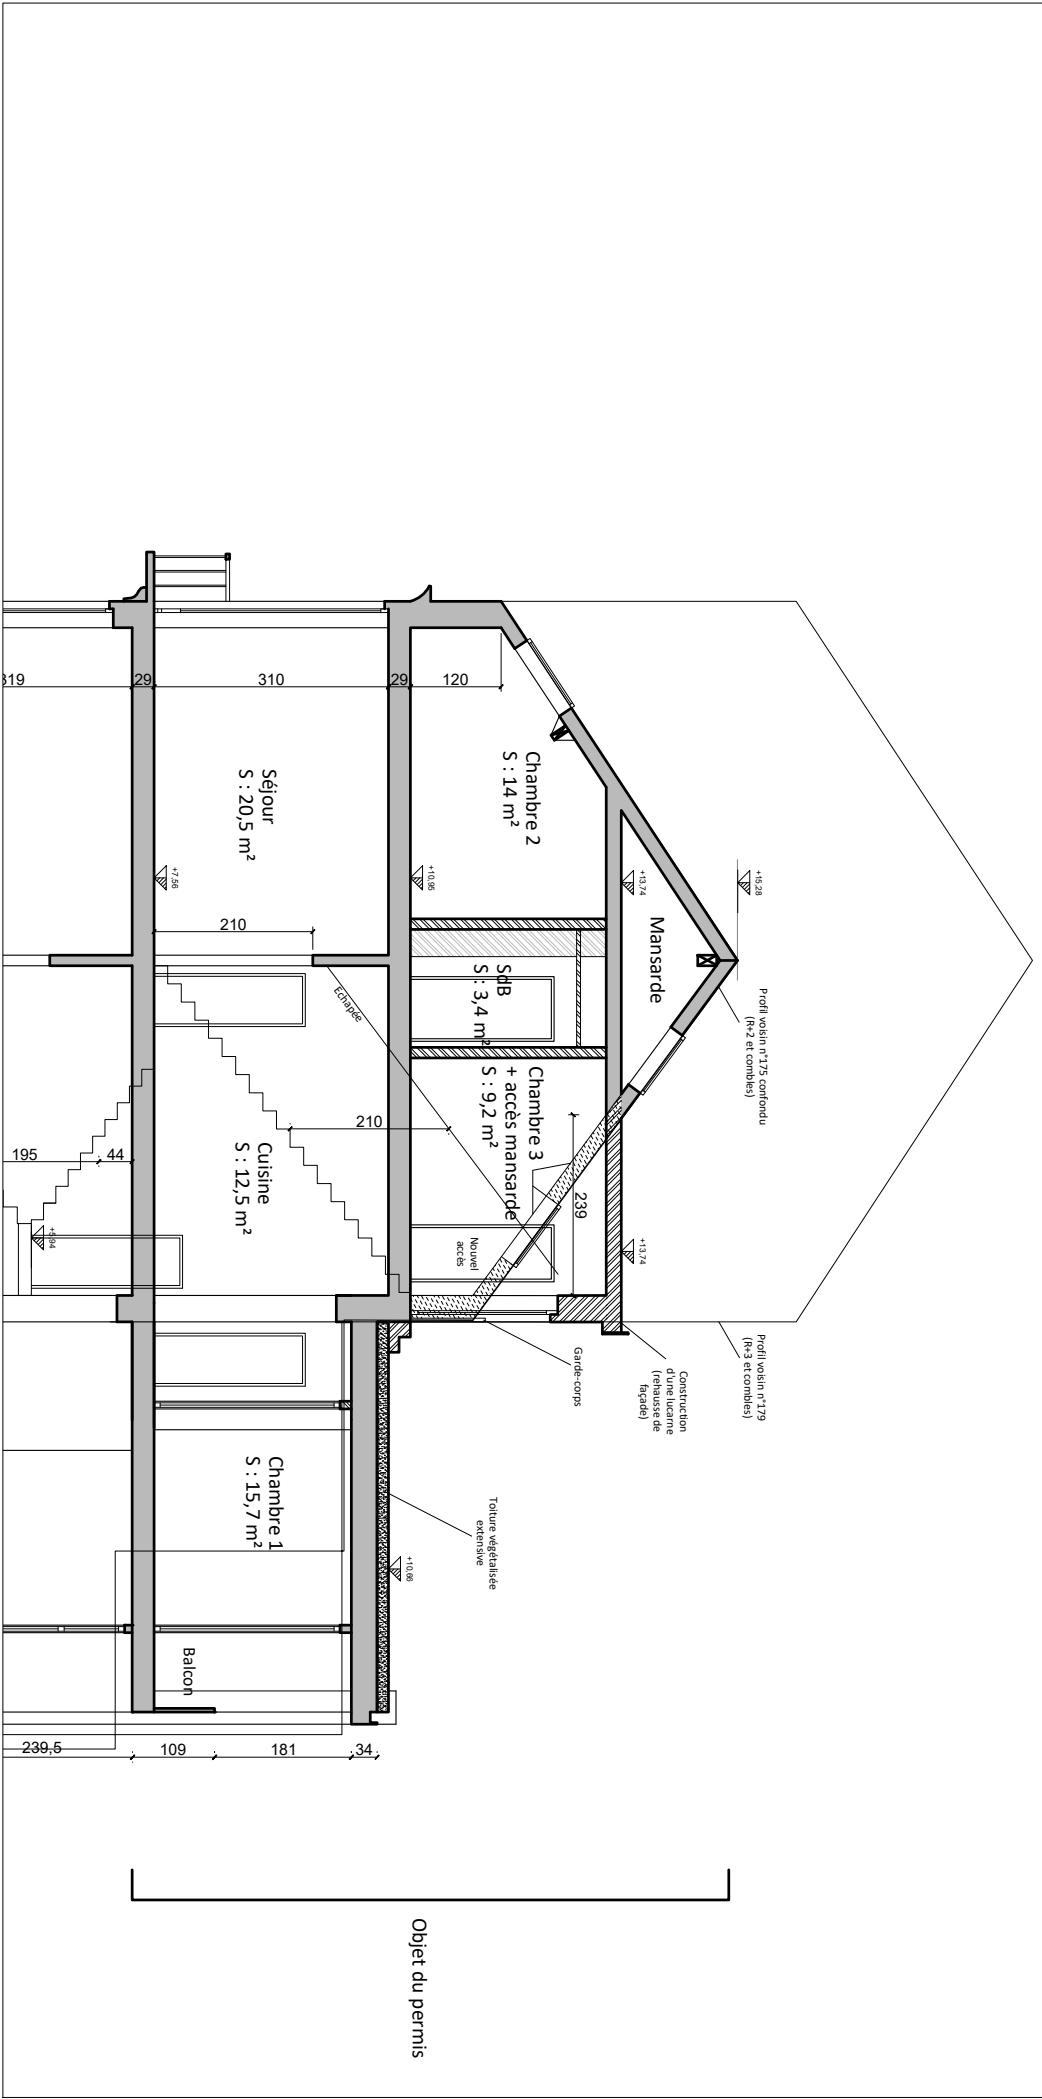 Profil voisin n°179
(R+3 et combles)
Profil voisin n°175 confondu
(R+2 et combles)
+15,28
Construction
d'une lucarne
(rehausse de
façade)
Mansarde
+13,74
+13,74
Garde-corps
239
Chambre 2
S : 14 m²
SdB
S : 3,4 m²
Chambre 3
+ accès mansarde
S : 9,2 m²
Nouvel
accès
120
+10,95
Toiture végétalisée
extensive
+10,66
29
34
Echapée
210
210
310
181
Séjour
S : 20,5 m²
Cuisine
S : 12,5 m²
Chambre 1
S : 15,7 m²
Balcon
109
+7,56
29
44
+5,94
319
195
239,5
Objet du permis